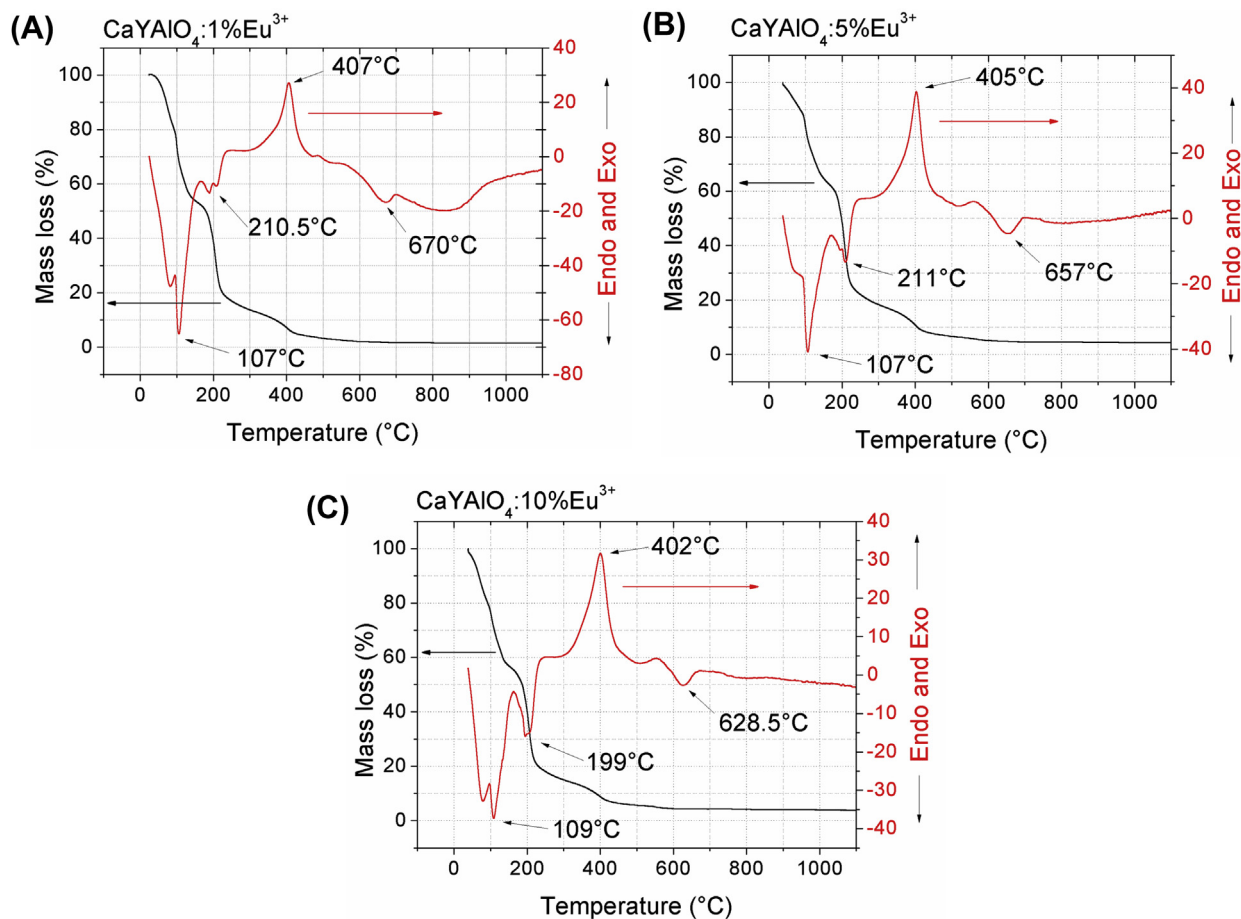 (A)
CaYAlO₄:1%Eu³⁺
407°C
210.5°C
670°C
107°C
100
80
60
40
20
0
Mass loss (%)
40
20
0
-20
-40
-60
-80
Endo and Exo
0 200 400 600 800 1000
Temperature (°C)
(B)
CaYAlO₄:5%Eu³⁺
405°C
211°C
657°C
107°C
100
80
60
40
20
0
Mass loss (%)
40
20
0
-20
-40
Endo and Exo
0 200 400 600 800 1000
Temperature (°C)
(C)
CaYAlO₄:10%Eu³⁺
402°C
199°C
628.5°C
109°C
100
80
60
40
20
0
Mass loss (%)
40
30
20
10
0
-10
-20
-30
-40
Endo and Exo
0 200 400 600 800 1000
Temperature (°C)